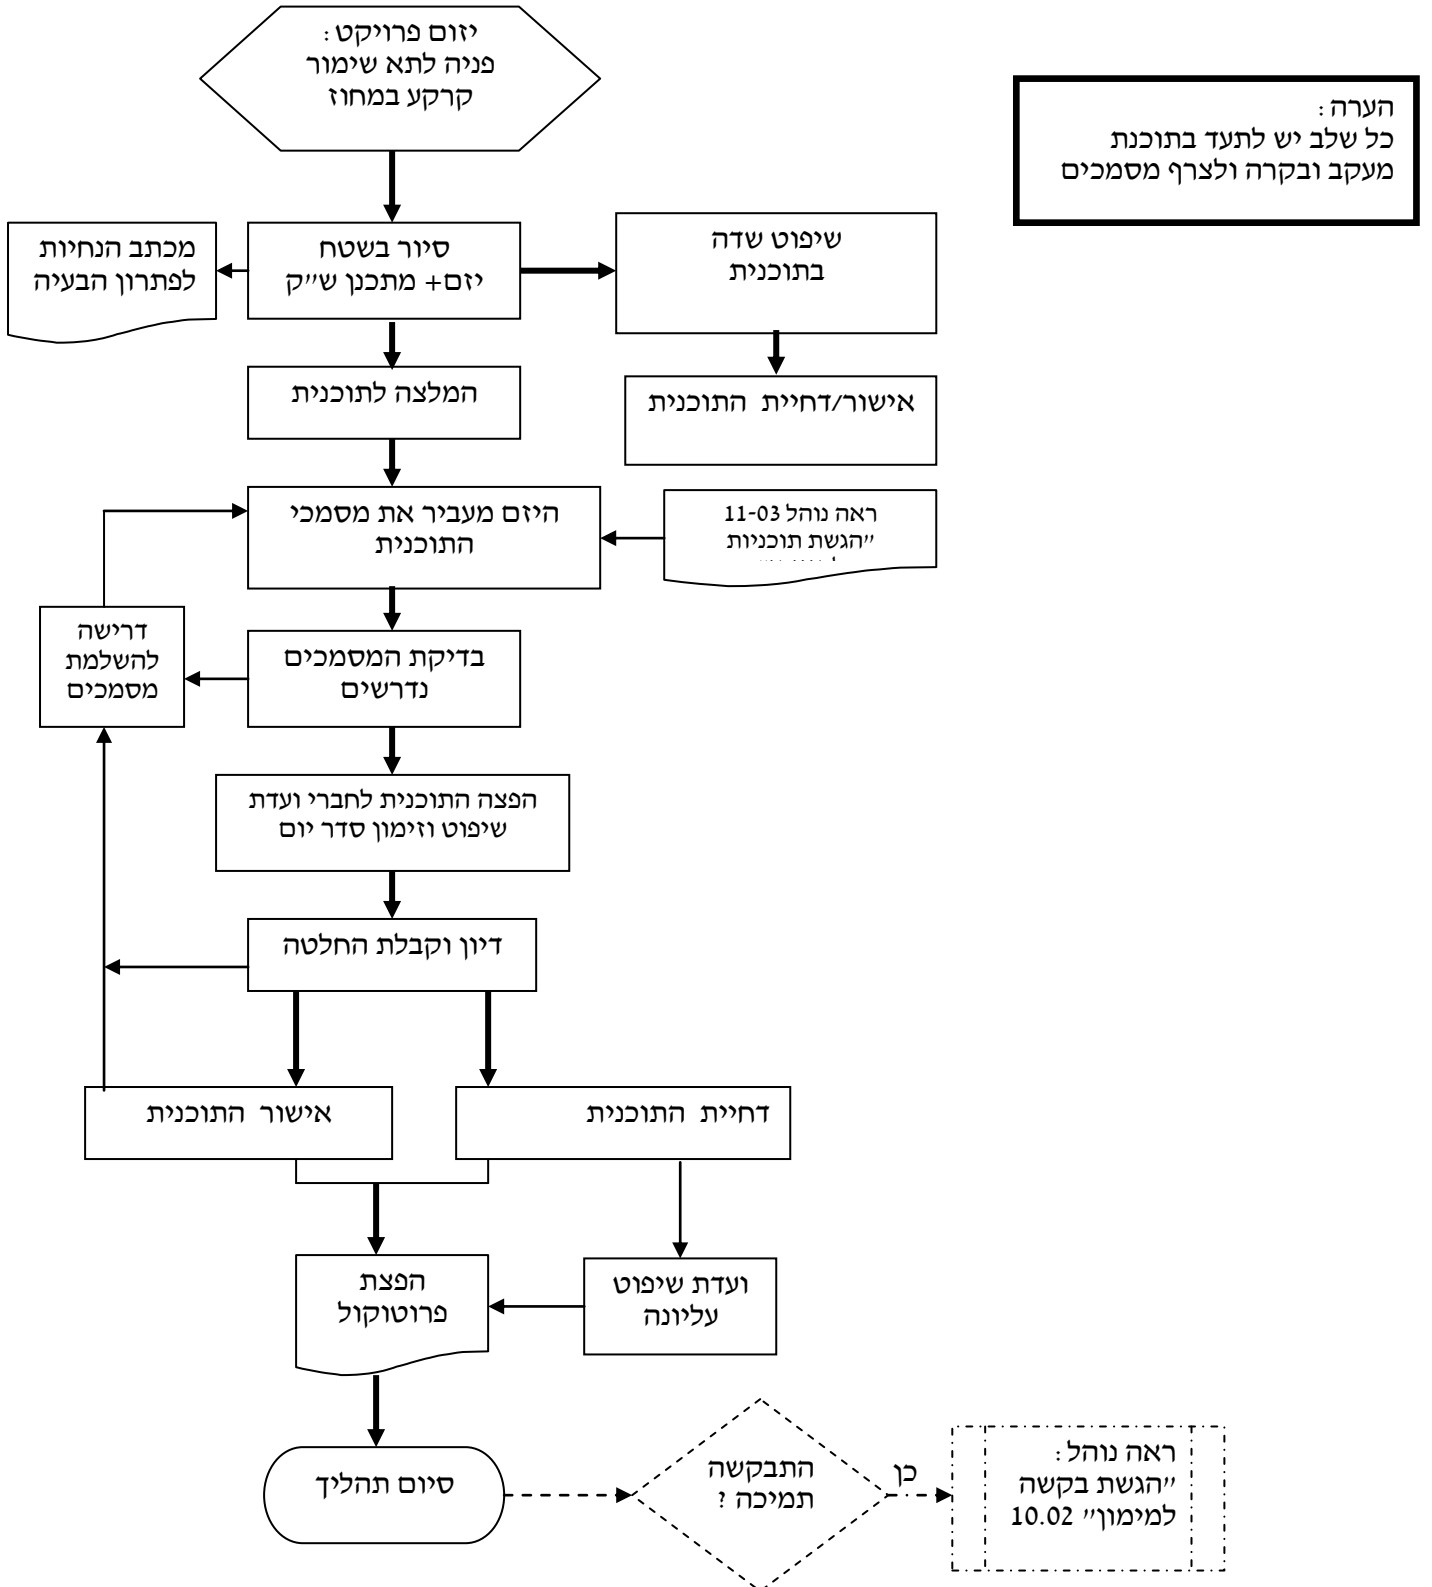 יזום פרויקט:
פניה לתא שימור
קרקע במחוז
הערה:
כל שלב יש לתעד בתוכנת
מעקב ובקרה ולצרף מסמכים
מכתב הנחיות
לפתרון הבעיה
סיור בשטח
יזם+ מתכנן ש״ק
שיפוט שדה
בתוכנית
המלצה לתוכנית
אישור/דחיית התוכנית
היזם מעביר את מסמכי
התוכנית
ראה נוהל 11-03
״הגשת תוכניות
דרישה
להשלמת
מסמכים
בדיקת המסמכים
נדרשים
הפצה התוכנית לחברי ועדת
שיפוט וזימון סדר יום
דיון וקבלת החלטה
אישור התוכנית
דחיית התוכנית
הפצת
פרוטוקול
ועדת שיפוט
עליונה
סיום תהליך
התבקשה
תמיכה ?
כן
ראה נוהל:
״הגשת בקשה
למימון״ 10.02